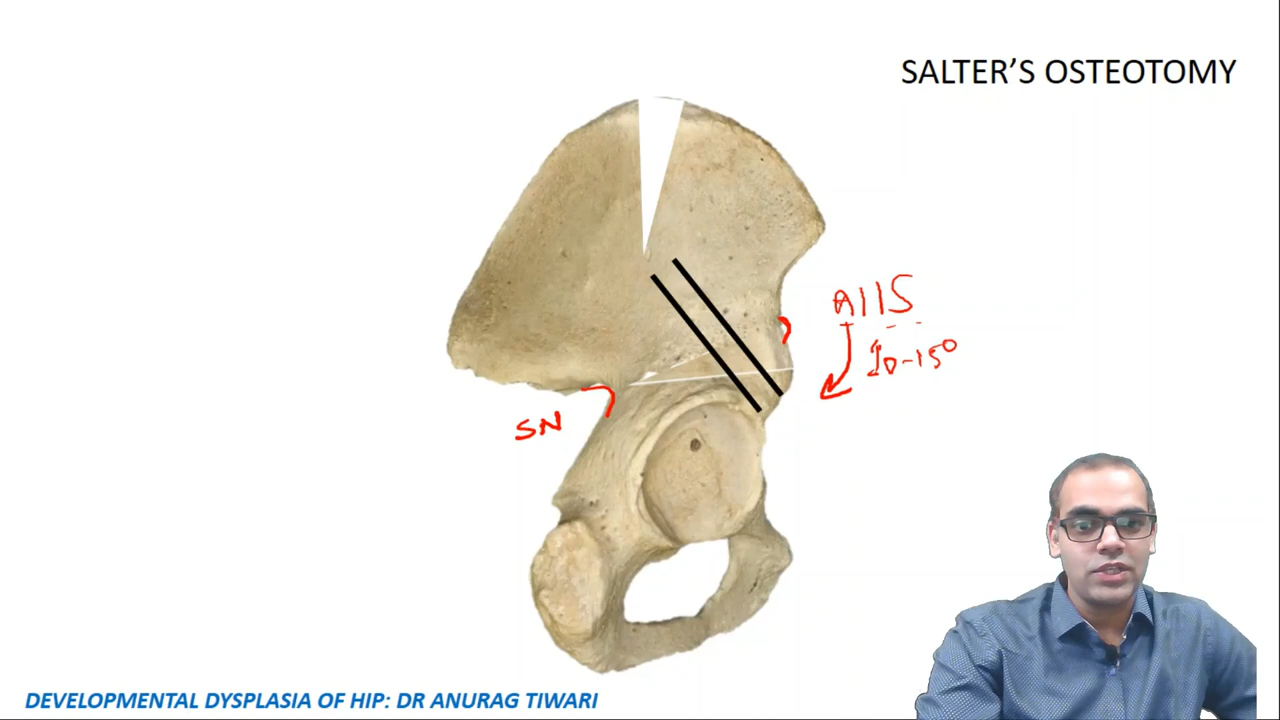 SALTER'S OSTEOTOMY
AIIS
10-15°
SN
DEVELOPMENTAL DYSPLASIA OF HIP: DR ANURAG TIWARI